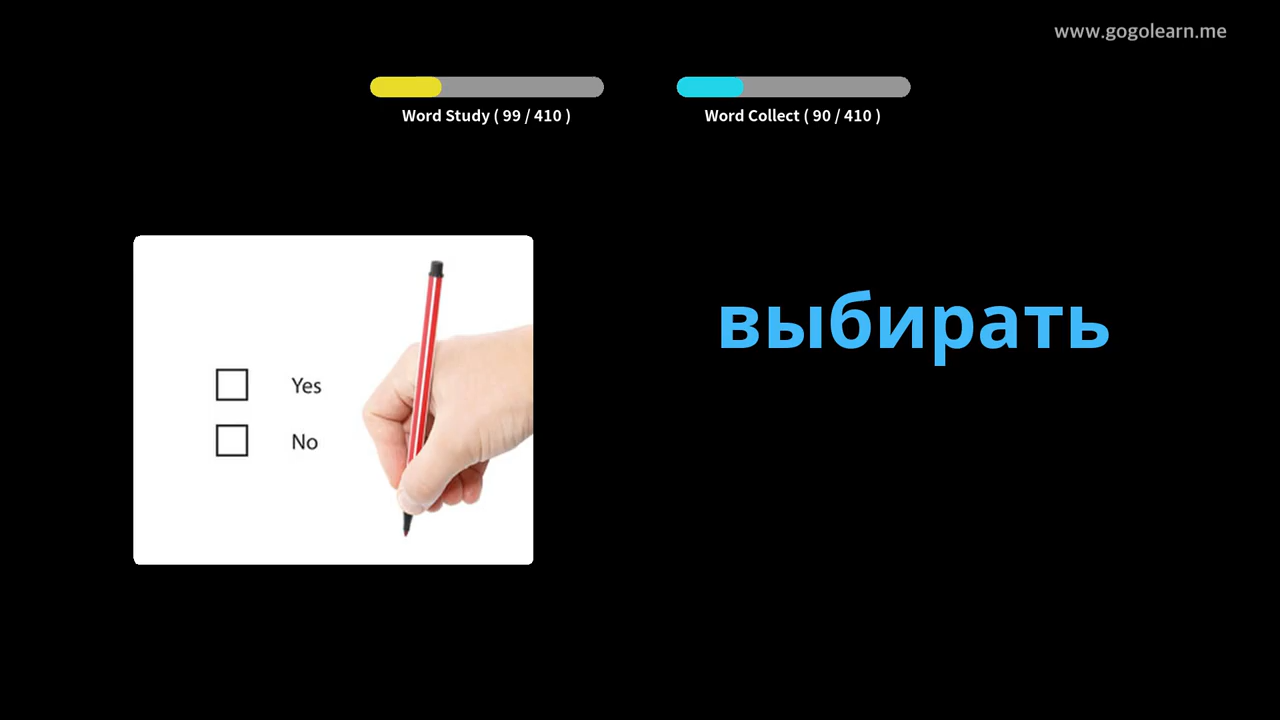 www.gogolearn.me
Word Study ( 99 / 410 )
Word Collect ( 90 / 410 )
Yes
No
выбирать